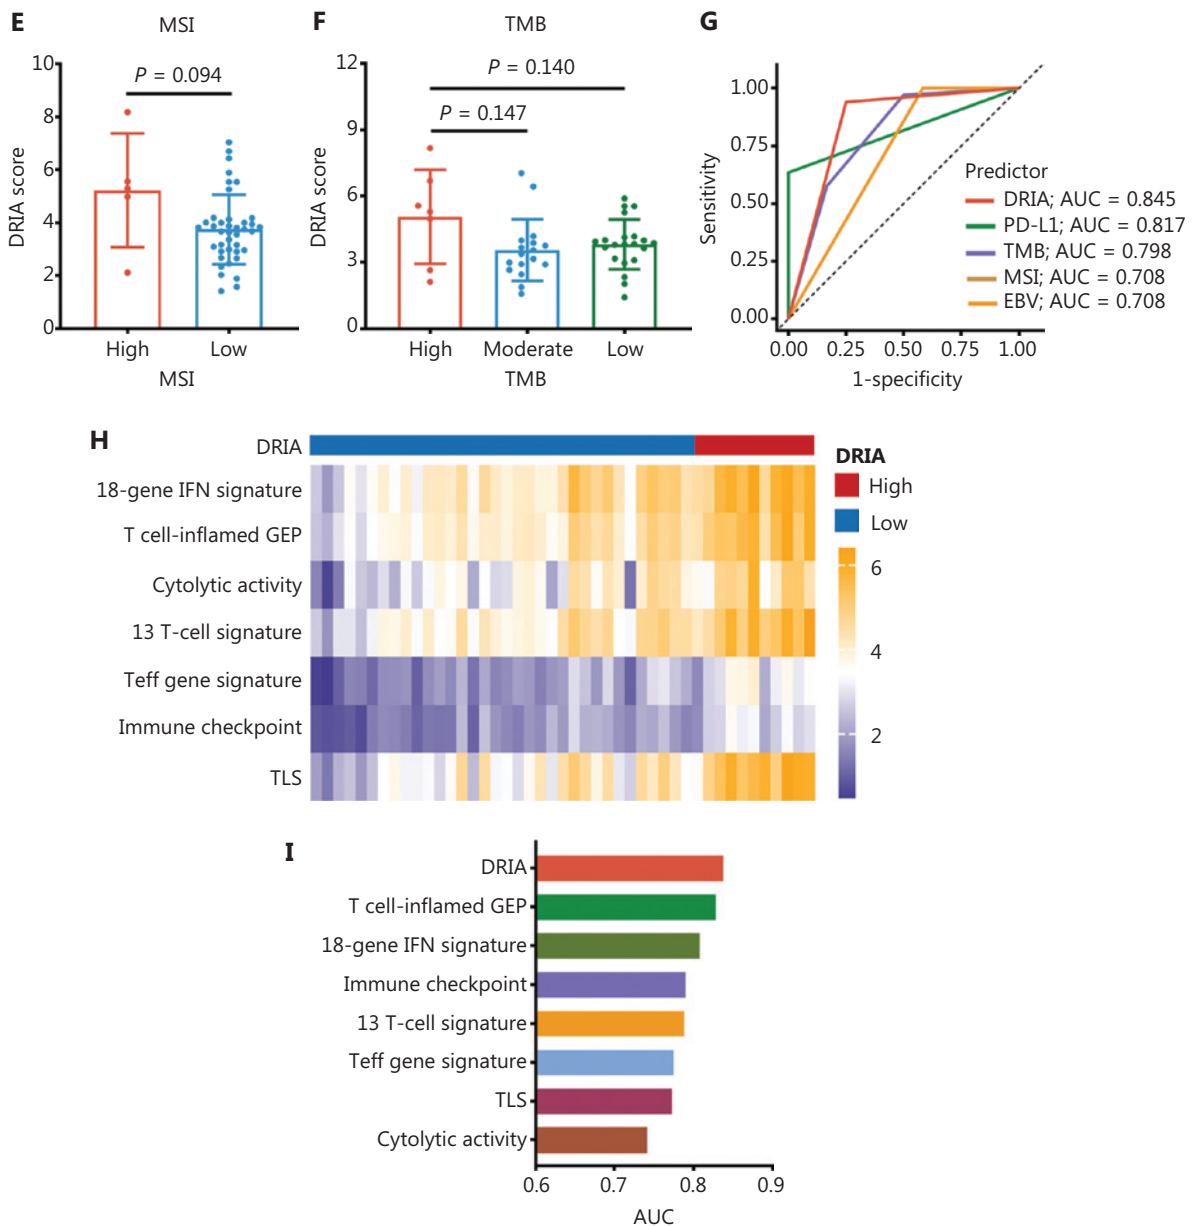 E
MSI
10
8
6
4
2
0
DRIA score
P = 0.094
High
Low
MSI
F
TMB
12
9
6
3
0
DRIA score
P = 0.140
P = 0.147
High
Moderate
Low
TMB
G
1.00
0.75
0.50
0.25
0.00
Sensitivity
Predictor
DRIA; AUC = 0.845
PD-L1; AUC = 0.817
TMB; AUC = 0.798
MSI; AUC = 0.708
EBV; AUC = 0.708
0.00 0.25 0.50 0.75 1.00
1-specificity
H
DRIA
18-gene IFN signature
T cell-inflamed GEP
Cytolytic activity
13 T-cell signature
Teff gene signature
Immune checkpoint
TLS
DRIA
High
Low
6
4
2
I
DRIA
T cell-inflamed GEP
18-gene IFN signature
Immune checkpoint
13 T-cell signature
Teff gene signature
TLS
Cytolytic activity
0.6 0.7 0.8 0.9
AUC